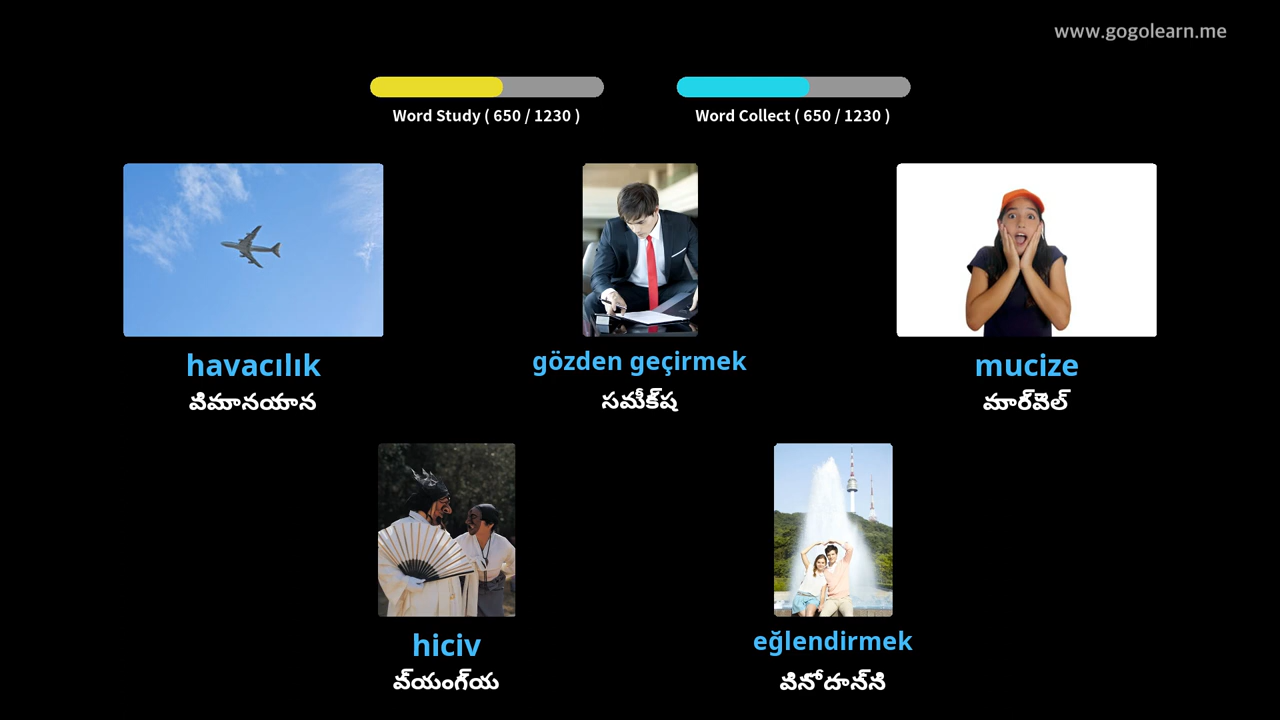 www.gogolearn.me
Word Study ( 650 / 1230 )
Word Collect ( 650 / 1230 )
havacılık
విమానయాన
gözden geçirmek
సమీక్ష
mucize
మార్వెల్
hiciv
వ్యంగ్య
eğlendirmek
వినోదాన్ని